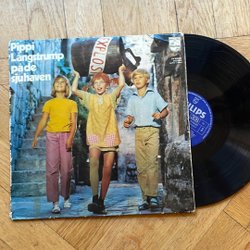 Pippi
Långstrump
på de
sju haven
PHILIPS